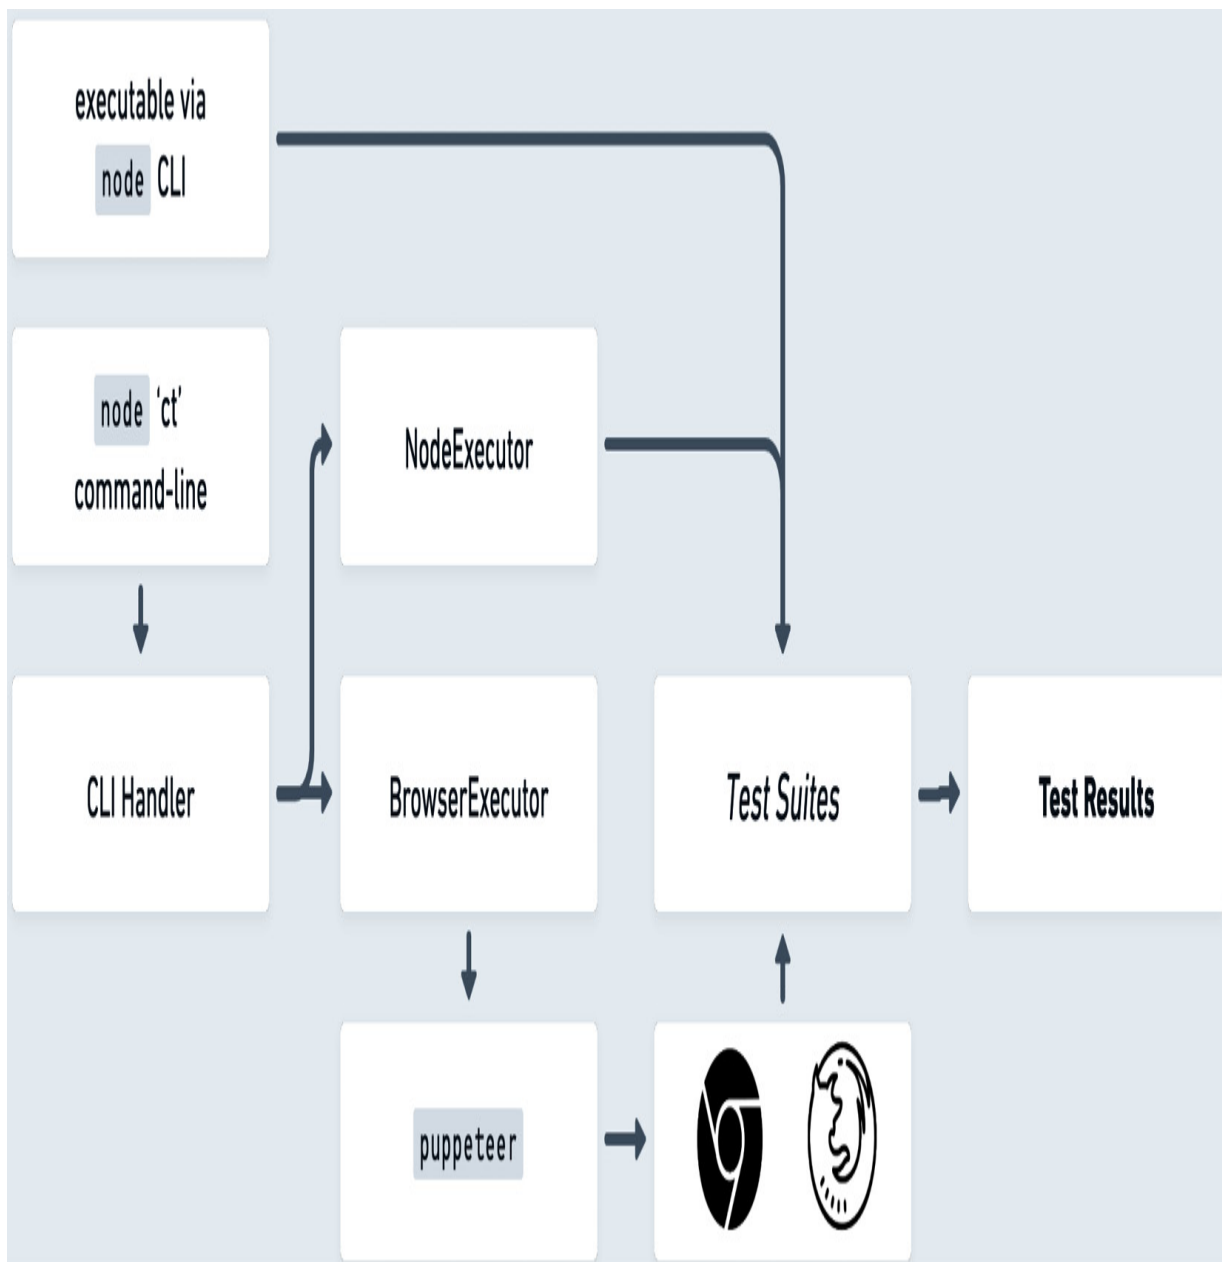 executable via
node CLI
node ‘ct’
command-line
NodeExecutor
CLI Handler
BrowserExecutor
Test Suites
Test Results
puppeteer